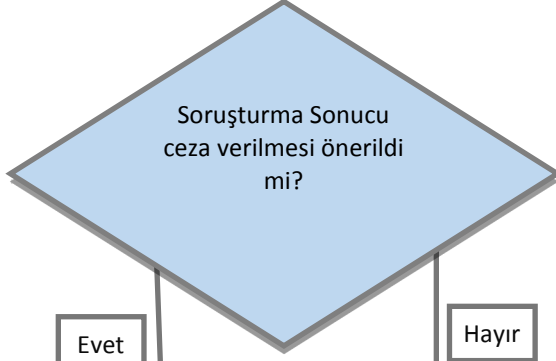 Soruşturma Sonucu
ceza verilmesi önerildi
mi?
Evet
Hayır